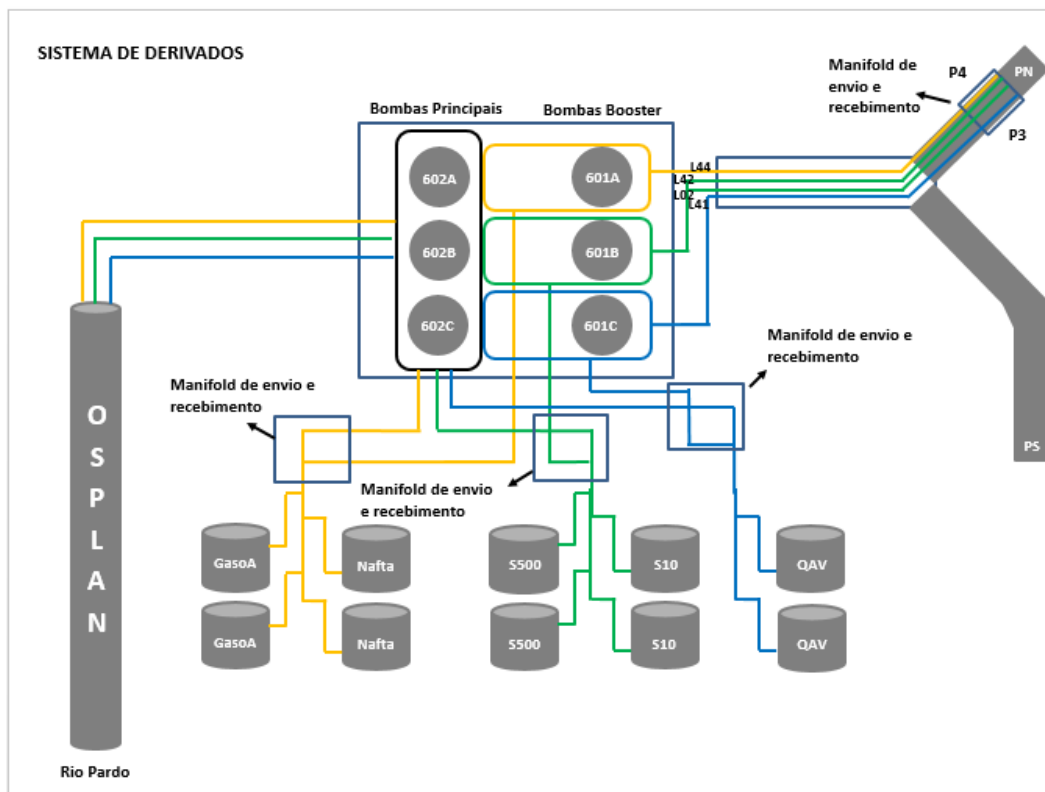 SISTEMA DE DERIVADOS
Manifold de
envio e
recebimento
P4
PN
P3
Bombas Principais
Bombas Booster
602A
601A
L44
L42
L02
L41
602B
601B
602C
601C
Manifold de envio e
recebimento
Manifold de envio e
recebimento
O
S
P
L
A
N
PS
Manifold de envio
e recebimento
GasoA
Nafta
S500
S10
QAV
GasoA
Nafta
S500
S10
QAV
Rio Pardo